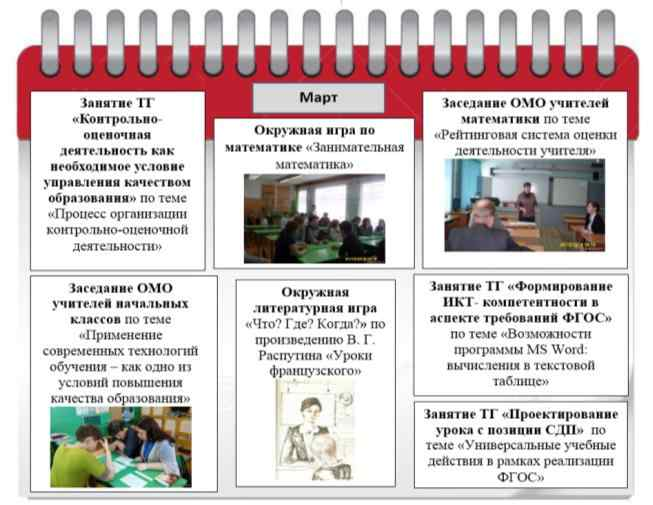 Март
Занятие ТГ
«Контрольно-
оценочная
деятельность как
необходимое условие
управления качеством
образования» по теме
«Процесс организации
контрольно-оценочной
деятельности»
Окружная игра по
математике «Занимательная
математика»
Заседание ОМО учителей
математики по теме
«Рейтинговая система оценки
деятельности учителя»
Заседание ОМО
учителей начальных
классов по теме
«Применение
современных технологий
обучения – как одно из
условий повышения
качества образования»
Окружная
литературная игра
«Что? Где? Когда?» по
произведению В. Г.
Распутина «Уроки
французского»
Занятие ТГ «Формирование
ИКТ- компетентности в
аспекте требований ФГОС»
по теме «Возможности
программы MS Word:
вычисления в текстовой
таблице»
Занятие ТГ «Проектирование
урока с позиции СДП» по
теме «Универсальные учебные
действия в рамках реализации
ФГОС»